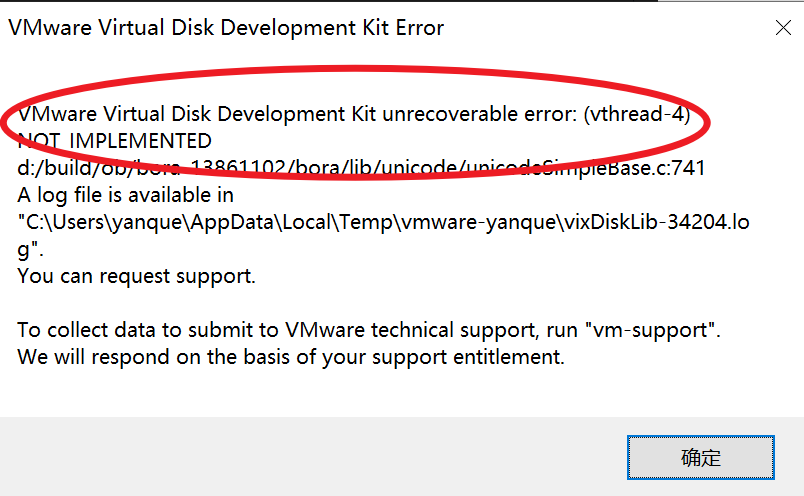 VMware Virtual Disk Development Kit Error
VMware Virtual Disk Development Kit unrecoverable error: (vthread-4)
NOT_IMPLEMENTED
d:/build/ob/bora-13861102/bora/lib/unicode/unicodeSimpleBase.c:741
A log file is available in
"C:\Users\yanque\AppData\Local\Temp\vmware-yanque\vixDiskLib-34204.lo
g".
You can request support.
To collect data to submit to VMware technical support, run "vm-support".
We will respond on the basis of your support entitlement.
确定